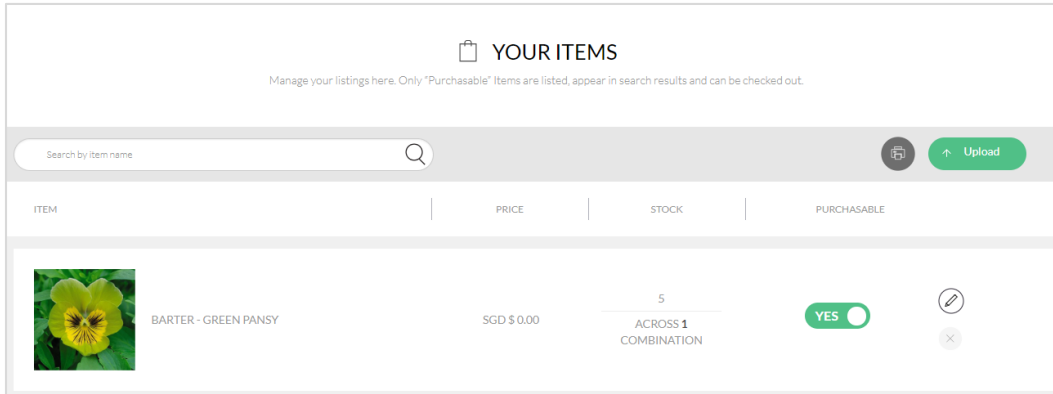 YOUR ITEMS
Manage your listings here. Only "Purchasable" Items are listed, appear in search results and can be checked out.
Search by item name
Upload
ITEM PRICE STOCK PURCHASABLE
BARTER - GREEN PANSY
SGD $ 0.00
5
ACROSS 1
COMBINATION
YES